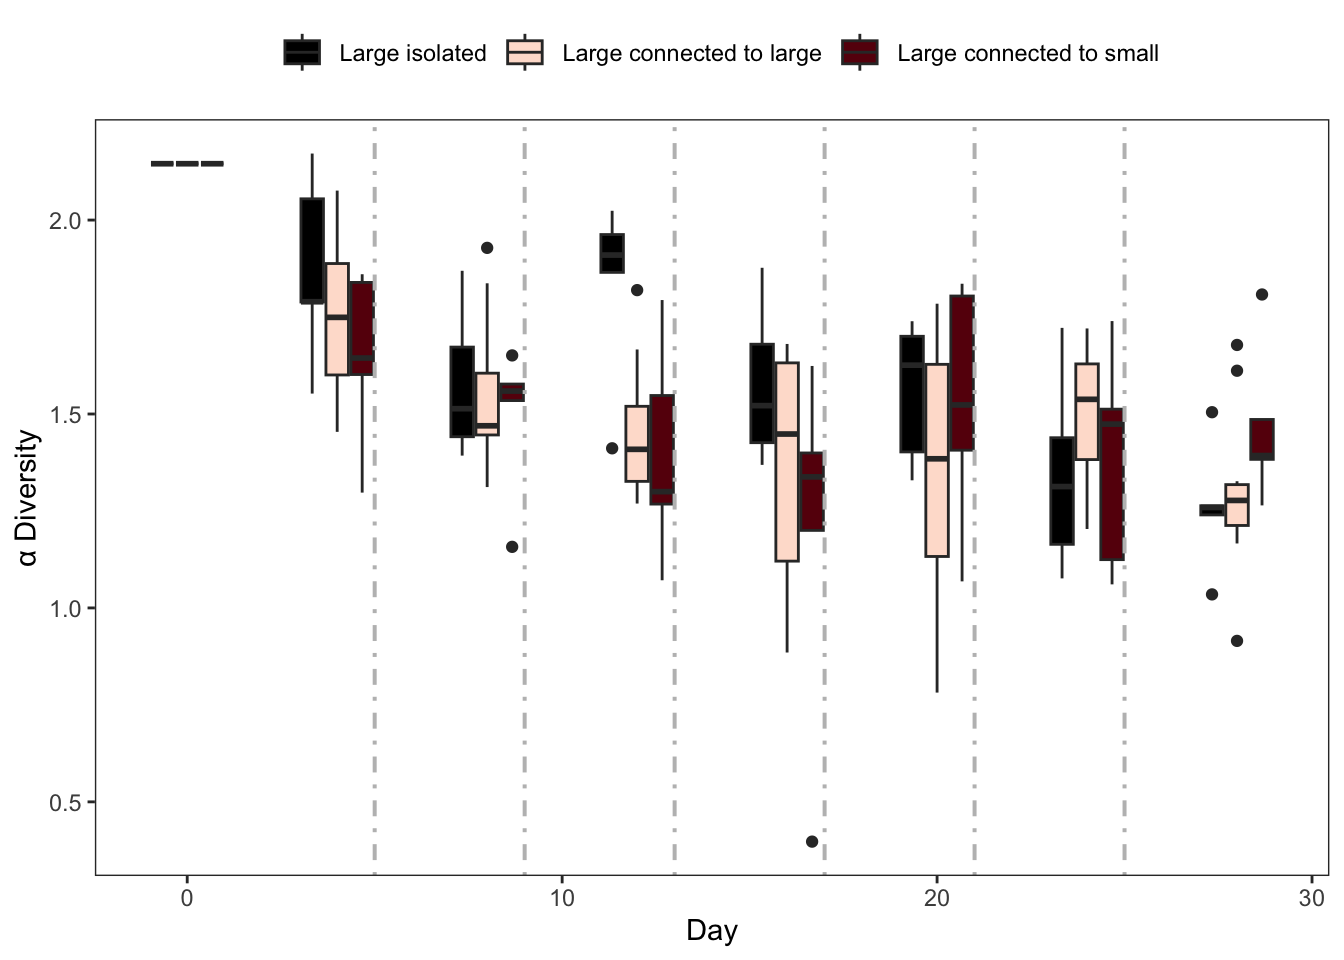 Large isolated Large connected to large Large connected to small
2.0
1.5
1.0
0.5
α Diversity
0 10 20 30
Day